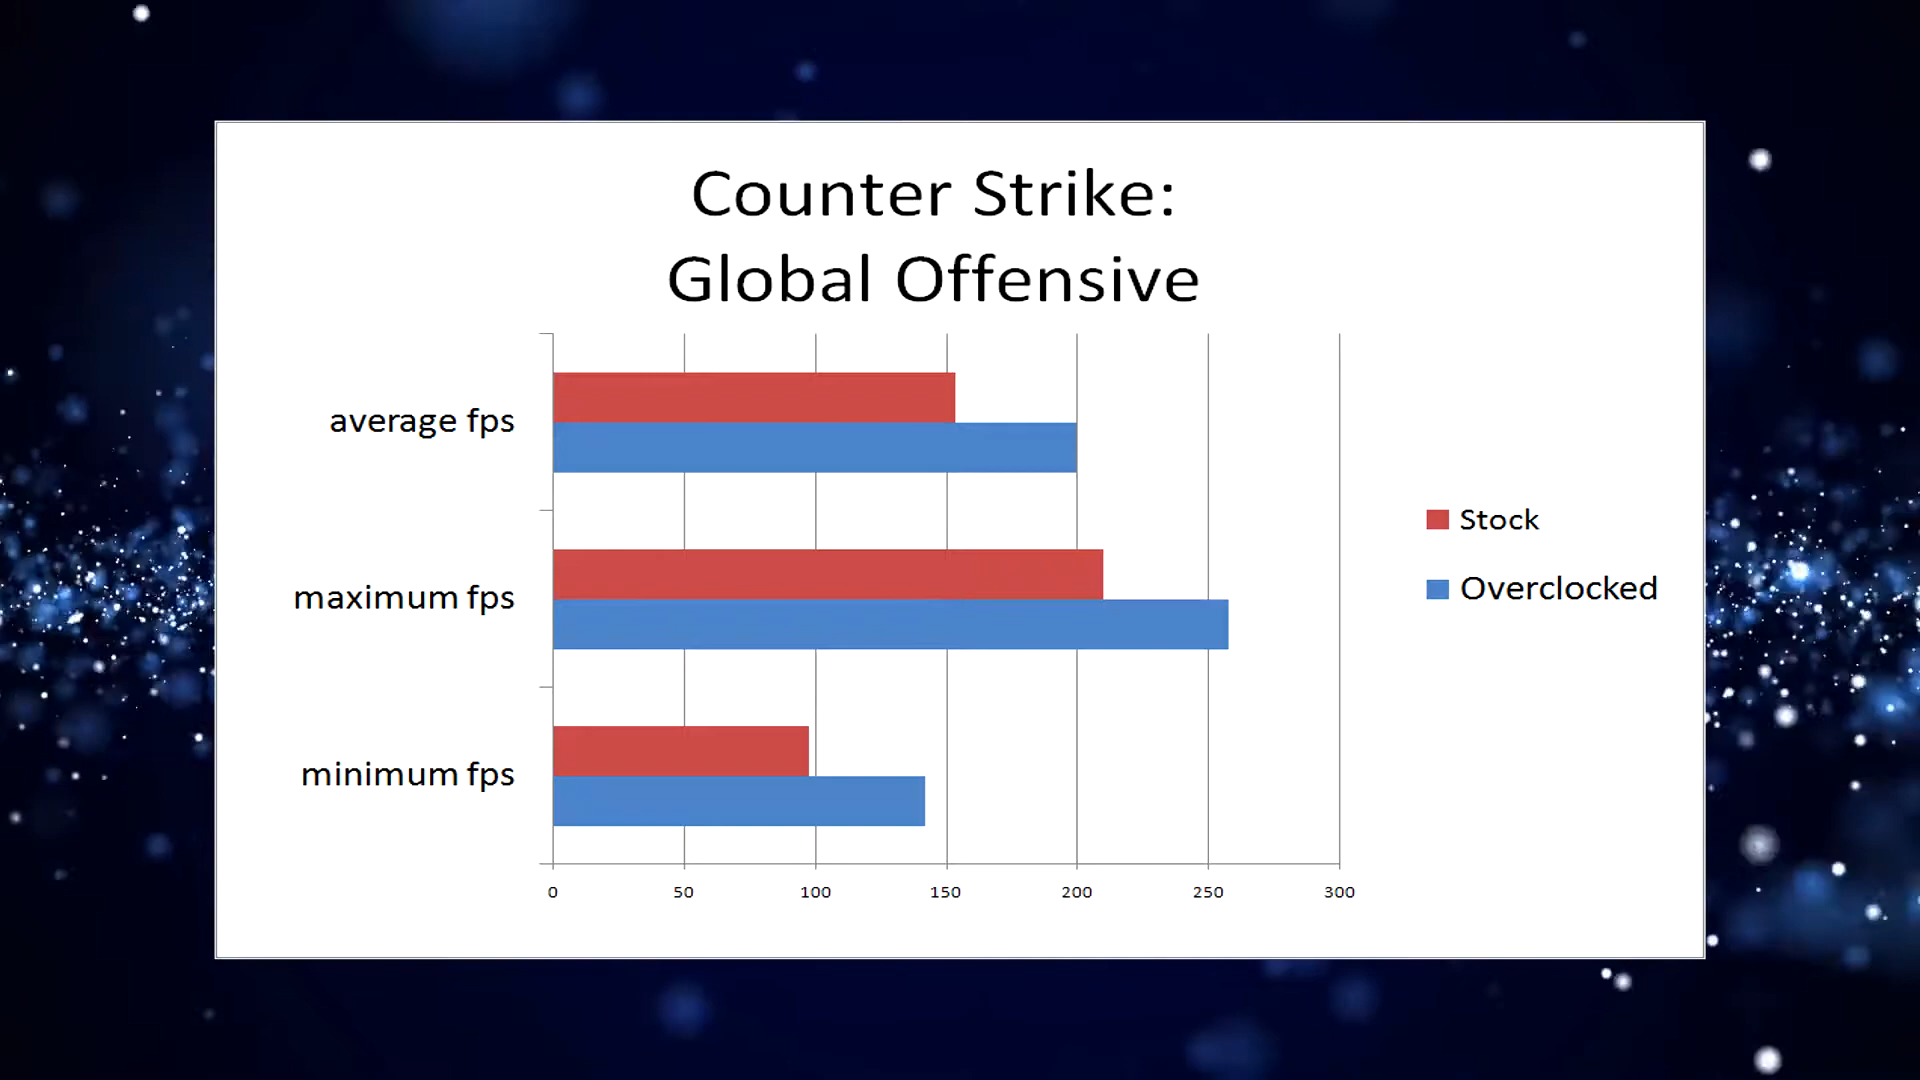 Counter Strike:
Global Offensive
average fps
maximum fps
minimum fps
Stock
Overclocked
0 50 100 150 200 250 300